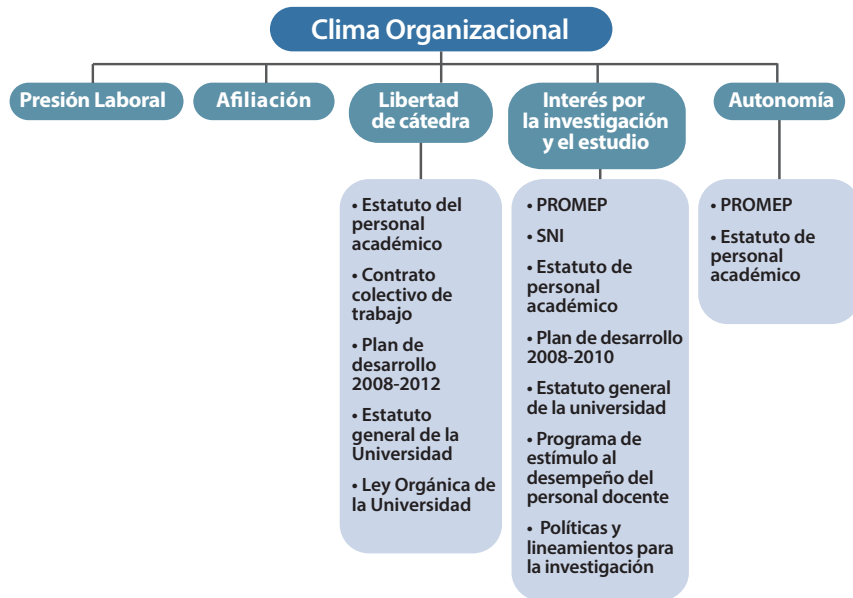 Clima Organizacional
Presión Laboral
Afiliación
Libertad
de cátedra
Interés por
la investigación
y el estudio
Autonomía
• Estatuto del
personal
académico
• Contrato
colectivo de
trabajo
• Plan de
desarrollo
2008-2012
• Estatuto
general de la
Universidad
• Ley Orgánica de
la Universidad
• PROMEP
• SNI
• Estatuto de
personal
académico
• Plan de desarrollo
2008-2010
• Estatuto general
de la universidad
• Programa de
estímulo al
desempeño del
personal docente
• Políticas y
lineamientos para
la investigación
• PROMEP
• Estatuto de
personal
académico